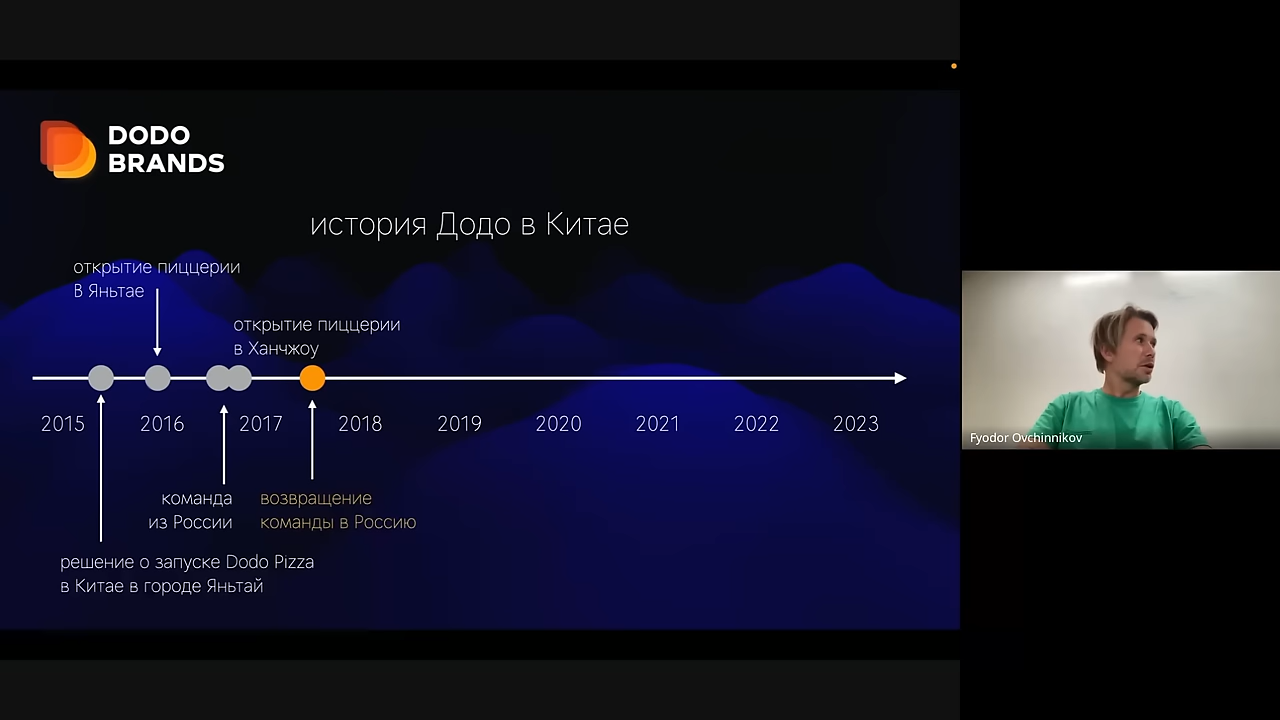 DODO
BRANDS
история Додо в Китае
открытие пиццерии
В Яньтае
открытие пиццерии
в Ханчжоу
2015 2016 2017 2018 2019 2020 2021 2022 2023
команда
из России
возвращение
команды в Россию
решение о запуске Dodo Pizza
в Китае в городе Яньтай
Fyodor Ovchinnikov